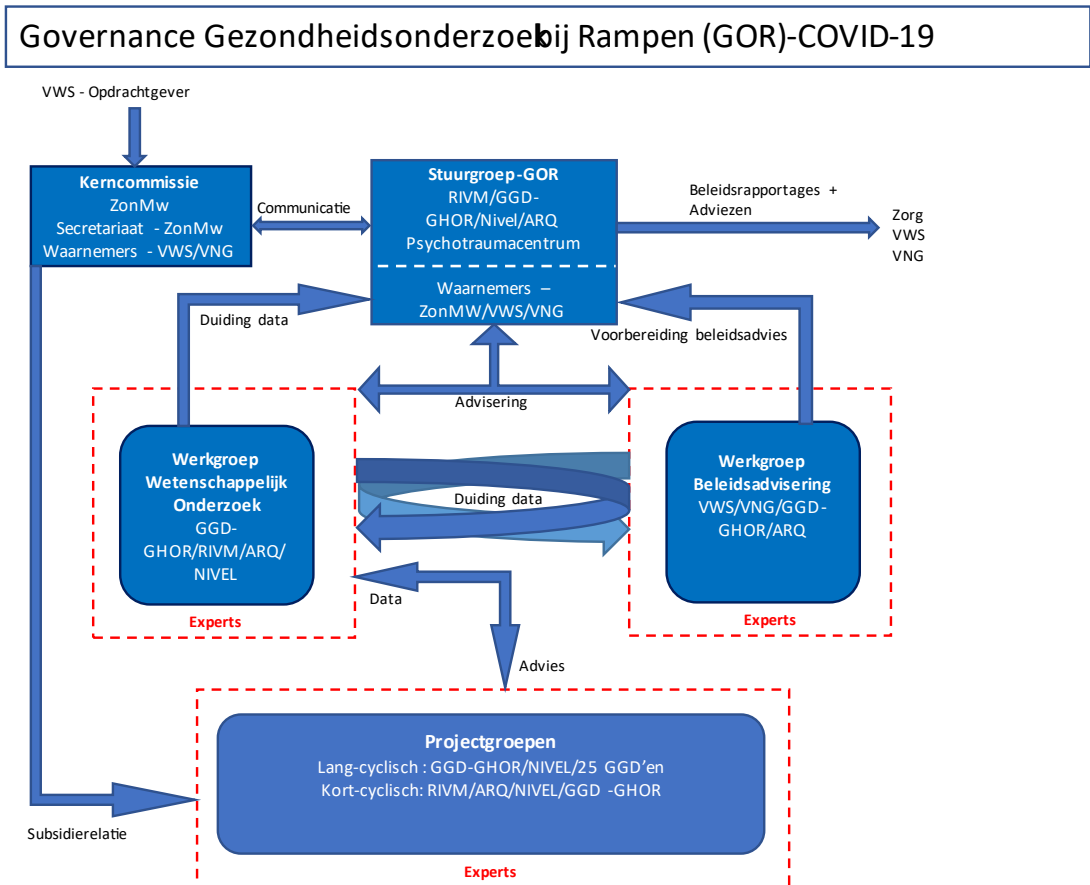 Governance Gezondheidsonderzoek bij Rampen (GOR)-COVID-19
VWS - Opdrachtgever
Kerncommissie
ZonMw
Secretariaat - ZonMw
Waarnemers - VWS/VNG
Communicatie
Stuurgroep-GOR
RIVM/GGD-
GHOR/Nivel/ARQ
Psychotraumacentrum
Waarnemers –
ZonMW/VWS/VNG
Beleidsrapportages +
Adviezen
Zorg
VWS
VNG
Duiding data
Voorbereiding beleidsadvies
Advisering
Werkgroep
Wetenschappelijk
Onderzoek
GGD-
GHOR/RIVM/ARQ/
NIVEL
Experts
Duiding data
Werkgroep
Beleidsadvisering
VWS/VNG/GGD-
GHOR/ARQ
Experts
Data
Advies
Projectgroepen
Lang-cyclisch : GGD-GHOR/NIVEL/25 GGD’en
Kort-cyclisch: RIVM/ARQ/NIVEL/GGD -GHOR
Subsidierelatie
Experts